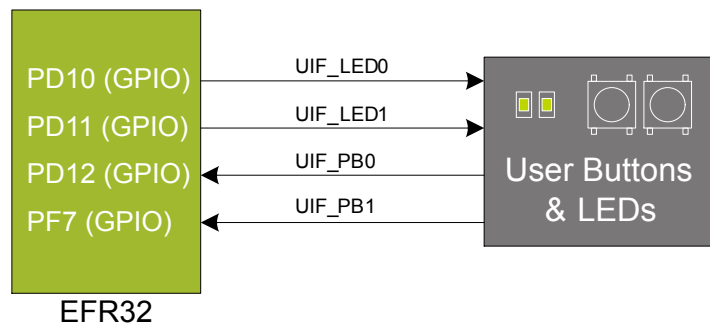 PD10 (GPIO)
UIF_LED0
PD11 (GPIO)
UIF_LED1
PD12 (GPIO)
UIF_PB0
PF7 (GPIO)
UIF_PB1
User Buttons
& LEDs
EFR32